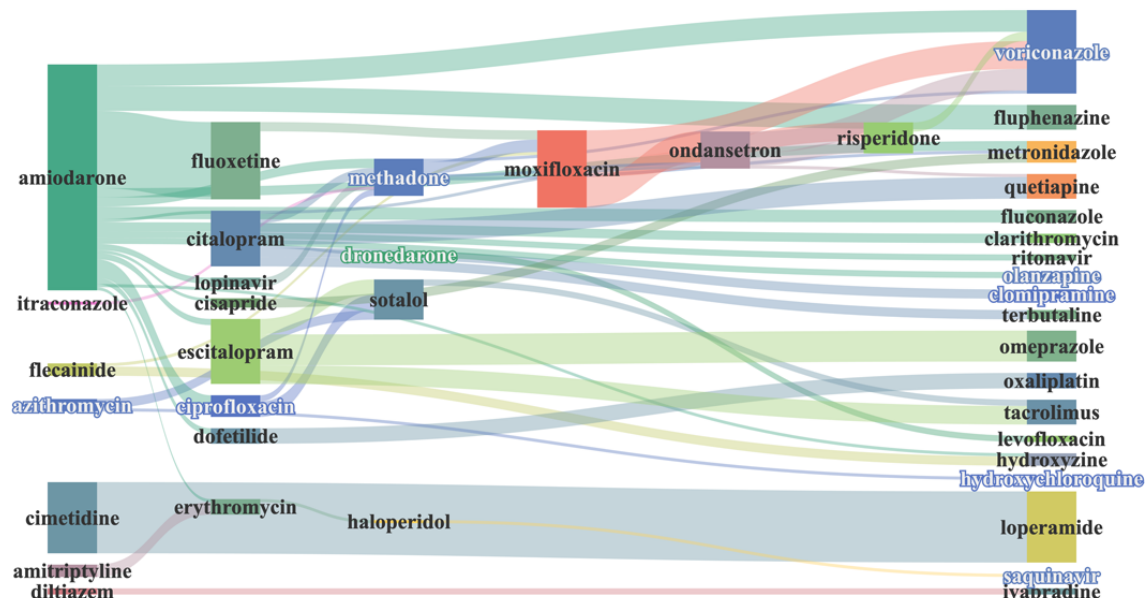 amiodarone
itraconazole
flecainide
azithromycin
cimetidine
amitriptyline
diltiazem
fluoxetine
citalopram
lopinavir
cisapride
escitalopram
ciprofloxacin
dofetilide
erythromycin
methadone
dronedarone
sotalol
haloperidol
moxifloxacin
ondansetron
risperidone
voriconazole
fluphenazine
metronidazole
quetiapine
fluconazole
clarithromycin
ritonavir
olanzapine
clomipramine
terbutaline
omeprazole
oxaliplatin
tacrolimus
levofloxacin
hydroxyzine
hydroxychloroquine
loperamide
saquinavir
ivabradine